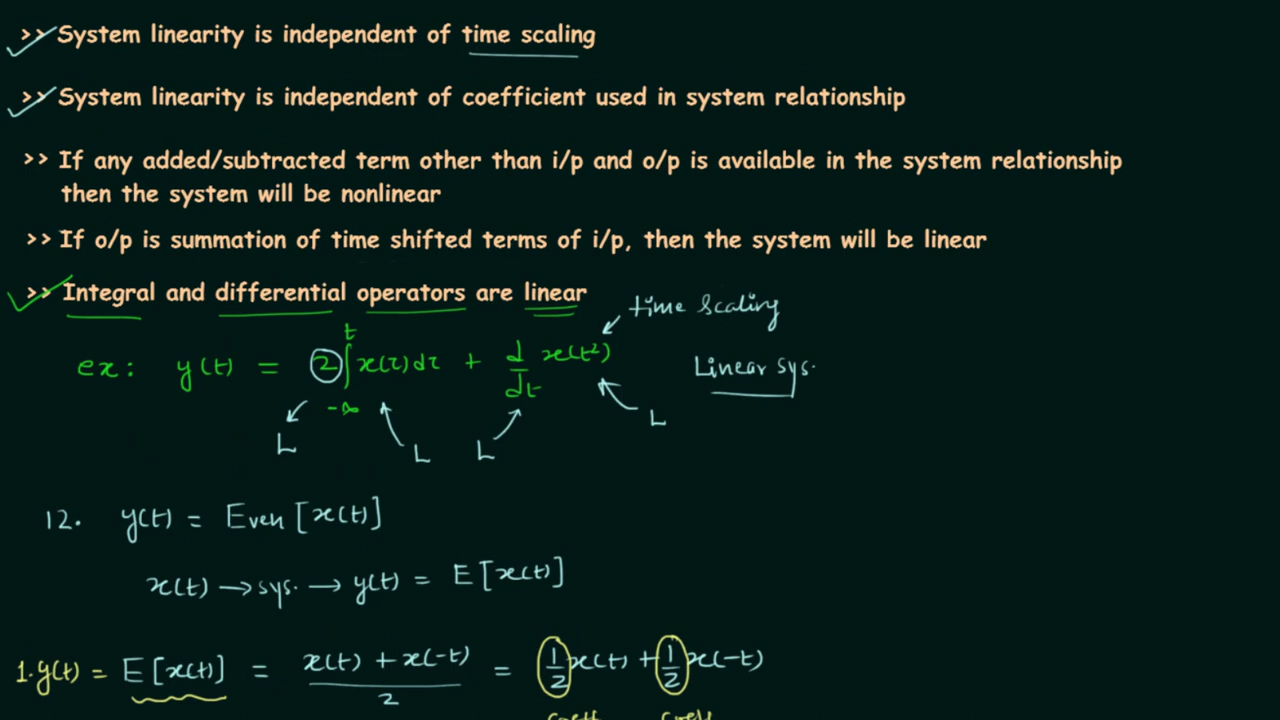 >> System linearity is independent of time scaling
>> System linearity is independent of coefficient used in system relationship
>> If any added/subtracted term other than i/p and o/p is available in the system relationship
then the system will be nonlinear
>> If o/p is summation of time shifted terms of i/p, then the system will be linear
>> Integral and differential operators are linear
time scaling
ex: y(t) = 2∫_{-∞}^{t} x(τ)dτ + d/dt x(t²)
Linear sys.
L L L L
12. y(t) = Even [x(t)]
x(t) → sys. → y(t) = E[x(t)]
1. y(t) = E[x(t)] = (x(t) + x(-t))/2 = 1/2 x(t) + 1/2 x(-t)
coeff coeff